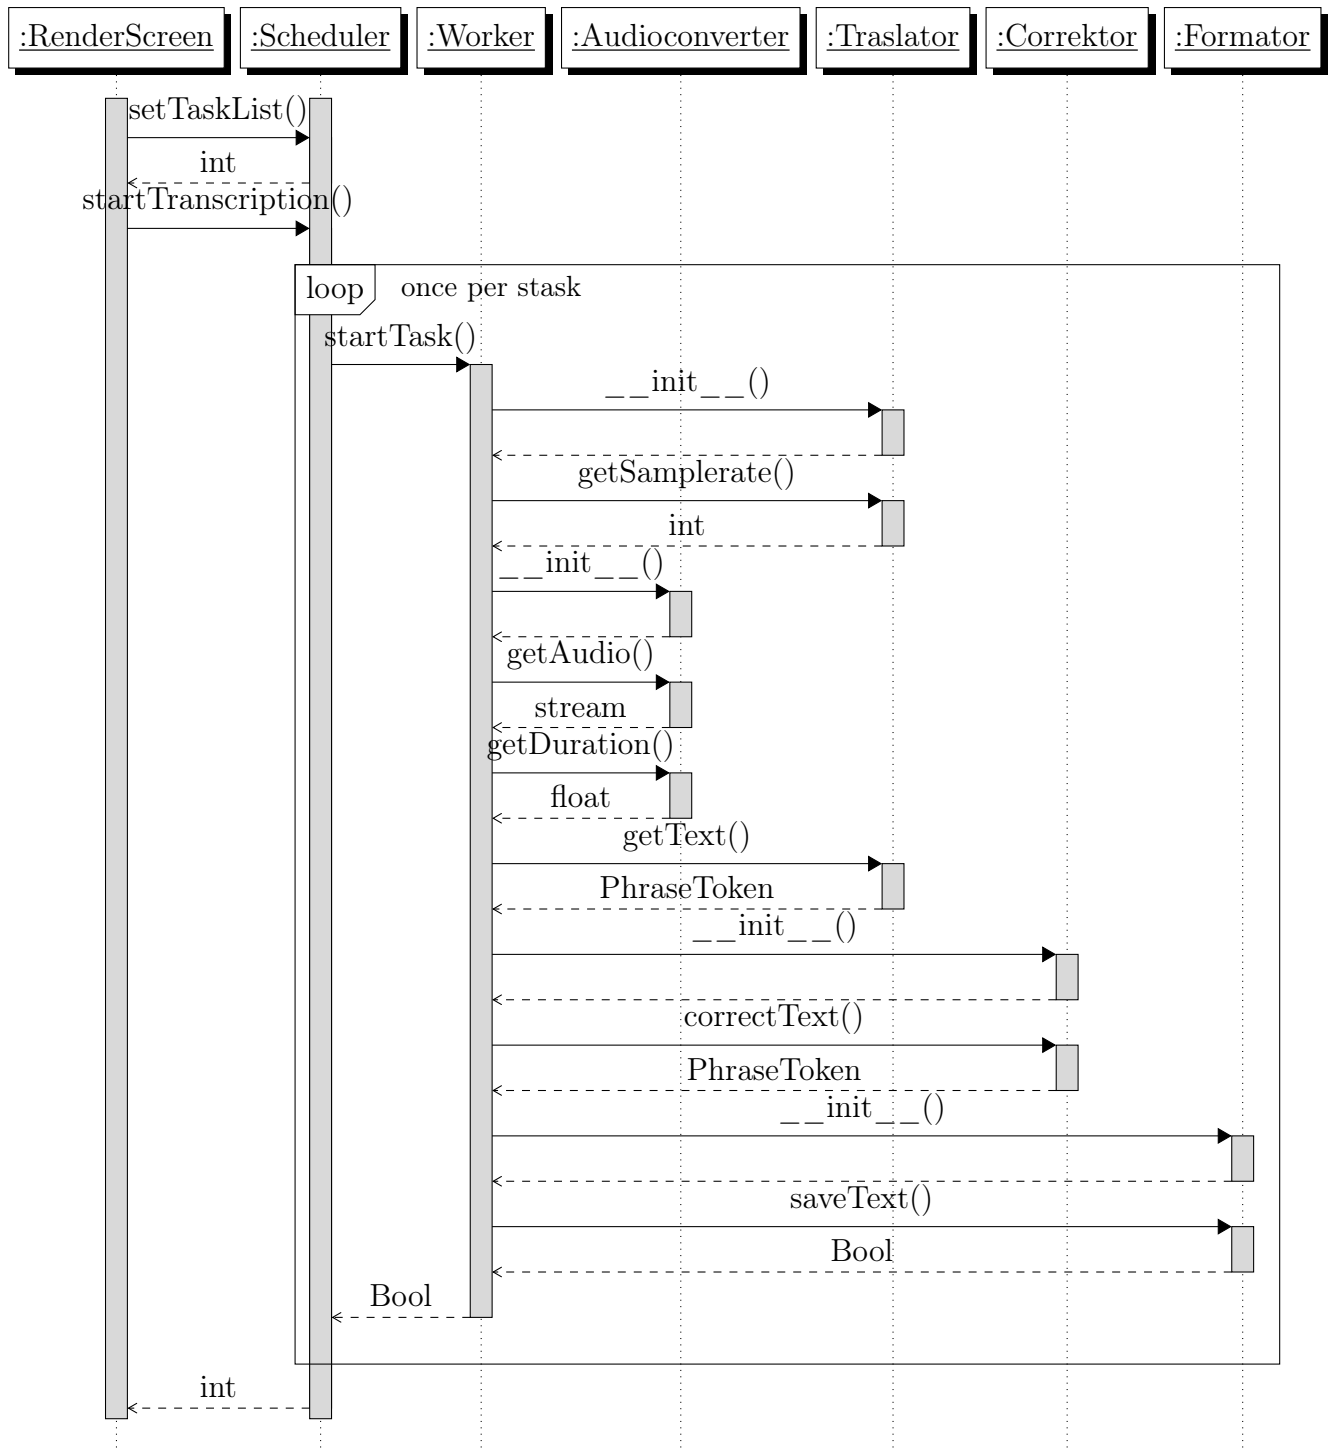 :RenderScreen :Scheduler :Worker :Audioconverter :Traslator :Correktor :Formator
setTaskList()
int
startTranscription()
loop once per stask
startTask()
__init__()
getSamplerate()
int
__init__()
getAudio()
stream
getDuration()
float
getText()
PhraseToken
__init__()
correctText()
PhraseToken
__init__()
saveText()
Bool
Bool
int